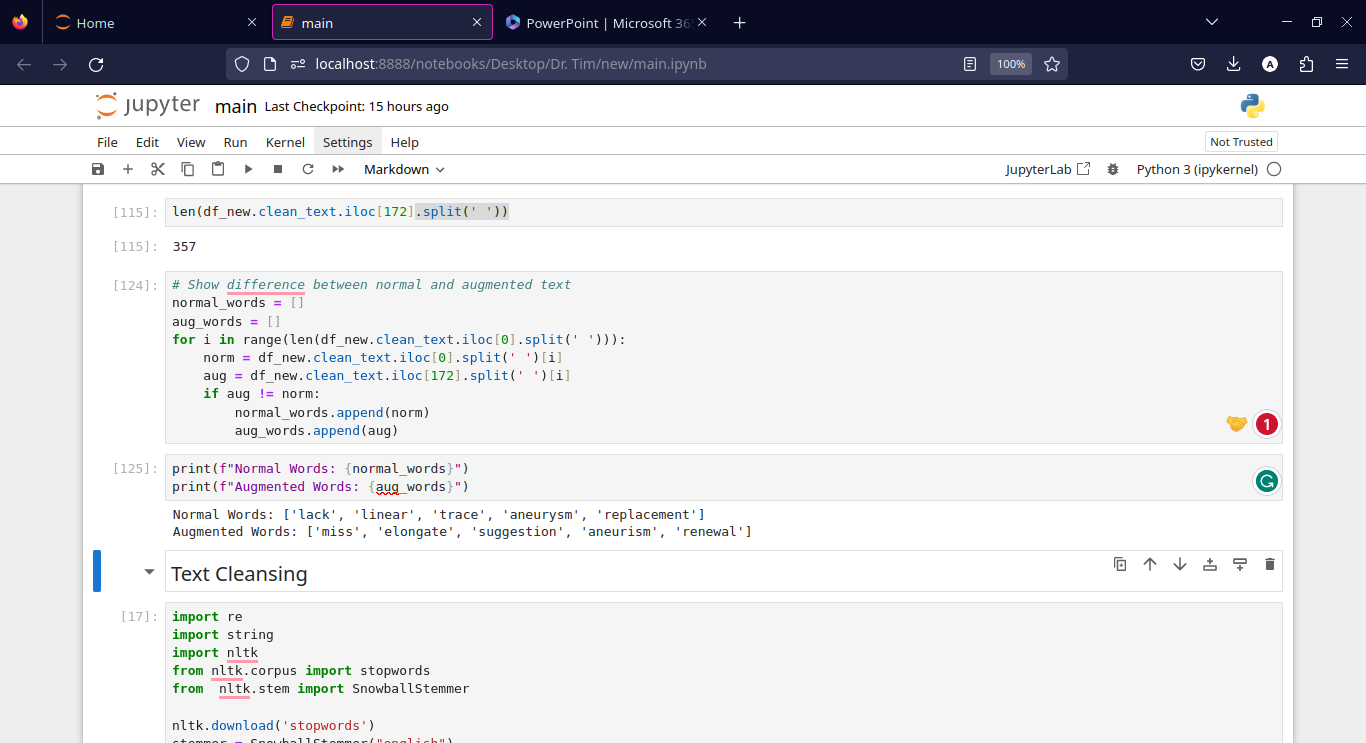 Home
main
PowerPoint | Microsoft 36
localhost:8888/notebooks/Desktop/Dr. Tim/new/main.ipynb
100%
A
jupyter main Last Checkpoint: 15 hours ago
File Edit View Run Kernel Settings Help
Not Trusted
Markdown
JupyterLab
Python 3 (ipykernel)
[115]: len(df_new.clean_text.iloc[172].split(' '))
[115]: 357
[124]: # Show difference between normal and augmented text
normal_words = []
aug_words = []
for i in range(len(df_new.clean_text.iloc[0].split(' '))):
    norm = df_new.clean_text.iloc[0].split(' ')[i]
    aug = df_new.clean_text.iloc[172].split(' ')[i]
    if aug != norm:
        normal_words.append(norm)
        aug_words.append(aug)
1
[125]: print(f"Normal Words: {normal_words}")
print(f"Augmented Words: {aug_words}")
Normal Words: ['lack', 'linear', 'trace', 'aneurysm', 'replacement']
Augmented Words: ['miss', 'elongate', 'suggestion', 'aneurism', 'renewal']
Text Cleansing
[17]: import re
import string
import nltk
from nltk.corpus import stopwords
from  nltk.stem import SnowballStemmer
nltk.download('stopwords')
stemmer = SnowballStemmer("english")